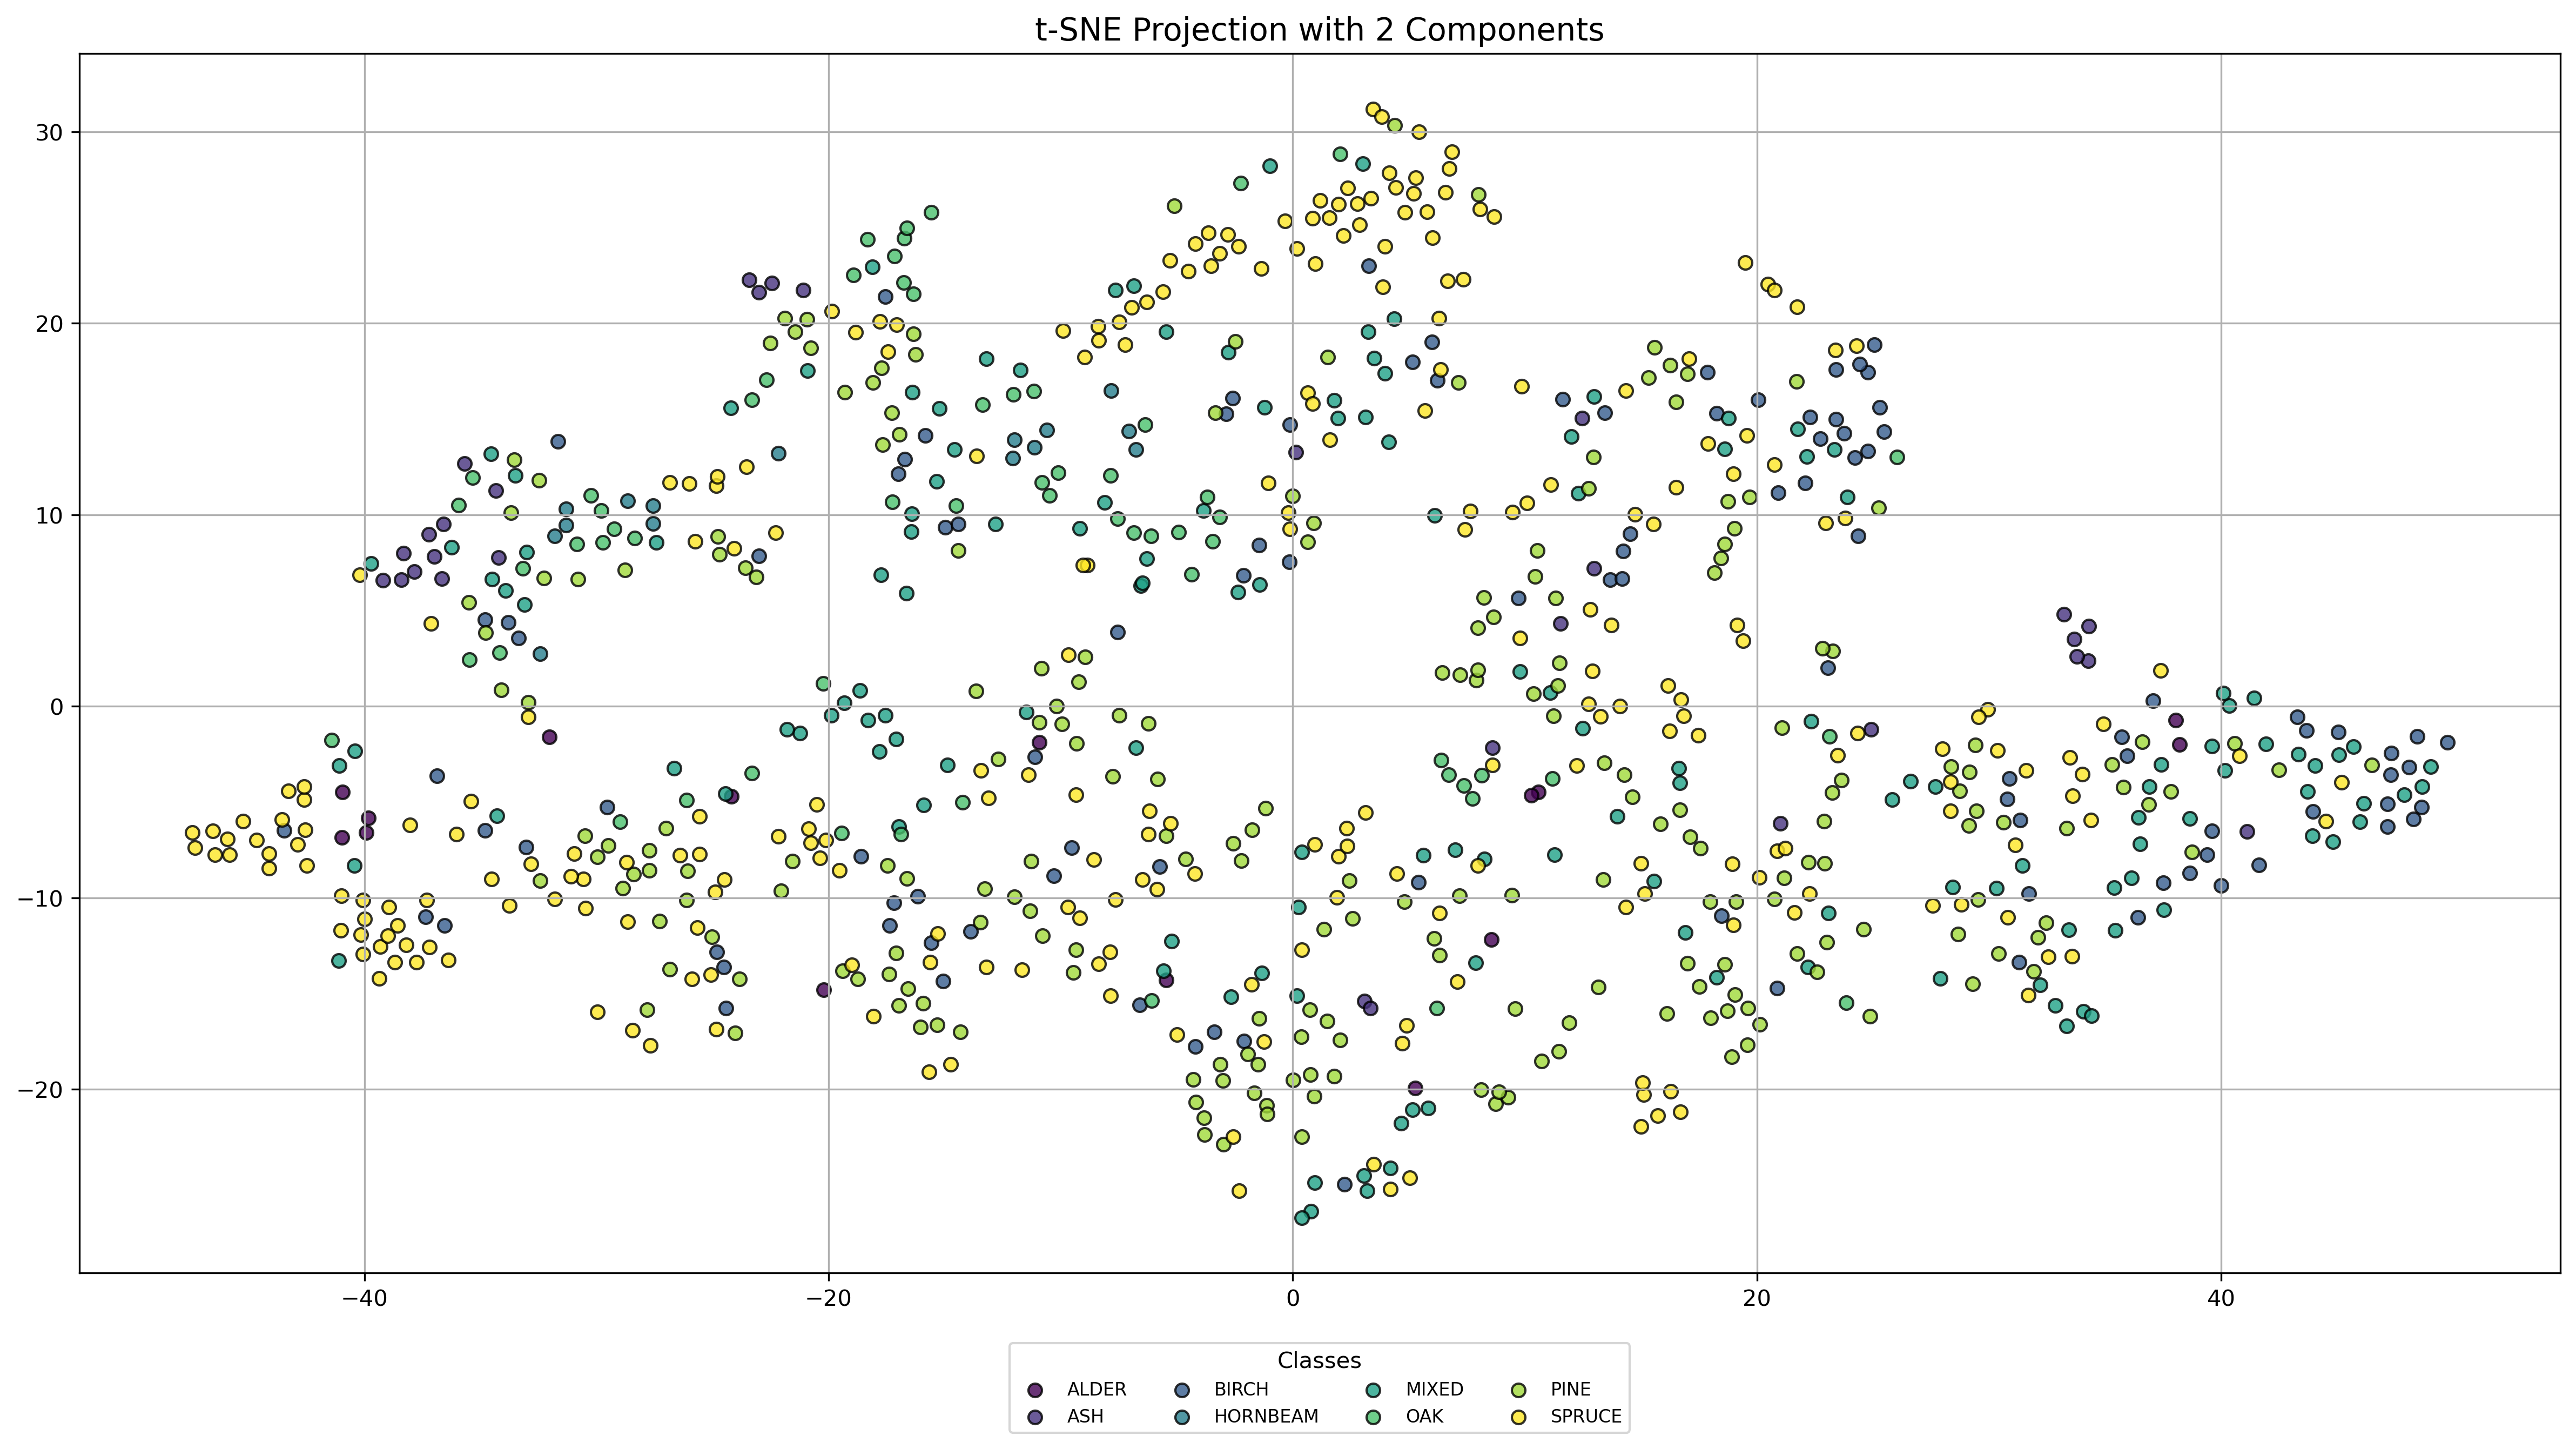 t-SNE Projection with 2 Components
30
20
10
0
−10
−20
−40 −20 0 20 40
Classes
ALDER BIRCH MIXED PINE
ASH HORNBEAM OAK SPRUCE